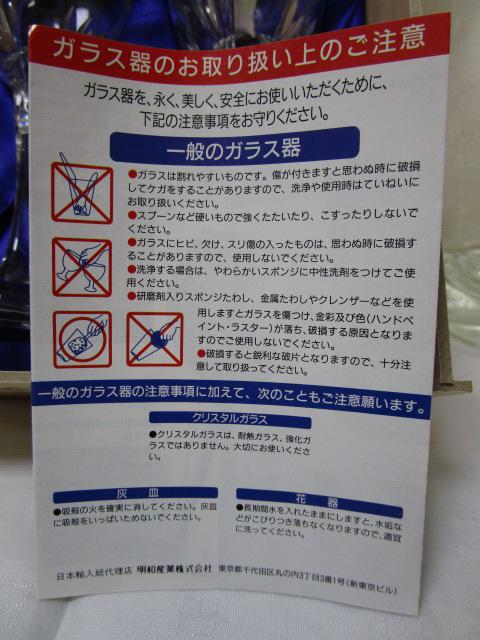 ガラス器のお取り扱い上のご注意
ガラス器を、永く、美しく、安全にお使いいただくために、
下記の注意事項をお守りください。
一般のガラス器
●ガラスは割れやすいものです。傷が付きますと思わぬ時に破損
してケガをすることがありますので、洗浄や使用時はていねいに
お取り扱いください。
●スプーンなど硬いもので強くたたいたり、こすったりしないで
ください。
●ガラスにヒビ、欠け、スリ傷の入ったものは、思わぬ時に破損す
ることがありますので、使用しないでください。
●洗浄する場合は、やわらかいスポンジに中性洗剤をつけてご使
用ください。
●研磨剤入りスポンジたわし、金属たわしやクレンザーなどを使
用しますとガラスを傷つけ、金彩及び色(ハンドペ
イント・ラスター)が落ち、破損する原因となりま
すのでご使用しないでください。
●破損すると鋭利な破片となりますので、十分注
意して取り扱ってください。
一般のガラス器の注意事項に加えて、次のこともご注意願います。
クリスタルガラス
●クリスタルガラスは、耐熱ガラス、強化ガ
ラスではありません。大切にお使いくださ
い。
灰皿
●吸殻の火を確実に消してください。灰皿
に吸殻をいっぱいためないでください。
花器
●長期間水を入れたままにしますと、水垢な
どがこびりつき落ちなくなりますので、適宜
に洗ってください。
日本輸入総代理店 明和産業株式会社 東京都千代田区丸の内3丁目3番1号(新東京ビル)